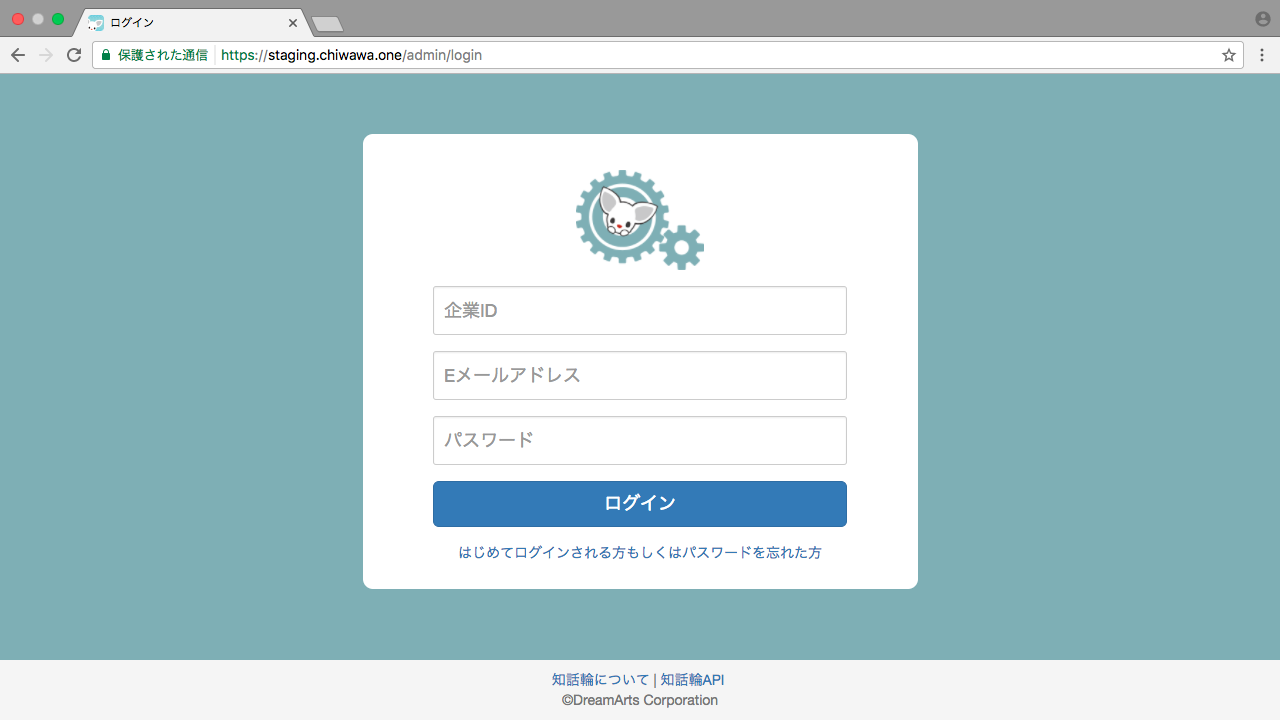 ログイン
保護された通信 https://staging.chiwawa.one/admin/login
企業ID
Eメールアドレス
パスワード
ログイン
はじめてログインされる方もしくはパスワードを忘れた方
知話輪について | 知話輪API
©DreamArts Corporation